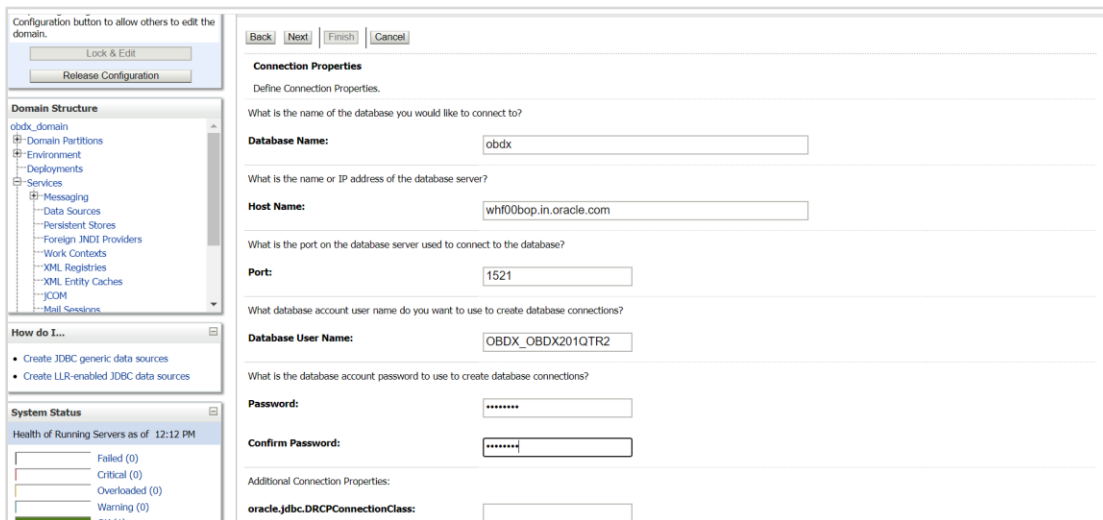 Configuration button to allow others to edit the
domain.
Lock & Edit
Release Configuration
Domain Structure
obdx_domain
Domain Partitions
Environment
Deployments
Services
Messaging
Data Sources
Persistent Stores
Foreign JNDI Providers
Work Contexts
XML Registries
XML Entity Caches
jCOM
Mail Sessions
How do I...
Create JDBC generic data sources
Create LLR-enabled JDBC data sources
System Status
Health of Running Servers as of 12:12 PM
Failed (0)
Critical (0)
Overloaded (0)
Warning (0)
Back Next Finish Cancel
Connection Properties
Define Connection Properties.
What is the name of the database you would like to connect to?
Database Name: obdx
What is the name or IP address of the database server?
Host Name: whf00bop.in.oracle.com
What is the port on the database server used to connect to the database?
Port: 1521
What database account user name do you want to use to create database connections?
Database User Name: OBDX_OBDX201QTR2
What is the database account password to use to create database connections?
Password: ••••••••
Confirm Password: ••••••••
Additional Connection Properties:
oracle.jdbc.DRCPConnectionClass: